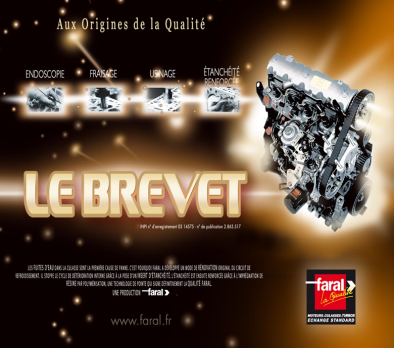 Aux Origines de la Qualité
ENDOSCOPIE FRAISAGE USINAGE ÉTANCHÉITÉ
RENFORCÉE
LE BREVET
INPI n° d'enregistrement 03 14575 - n° de publication 2.863.517
LES FUITES D'EAU DANS LA CULASSE SONT LA PREMIÈRE CAUSE DE PANNE. C'EST POURQUOI FARAL A DÉVELOPPÉ UN MODE DE RÉNOVATION ORIGINAL DU CIRCUIT DE
REFROIDISSEMENT. IL STOPPE LE CYCLE DE DÉTÉRIORATION INTERNE GRÂCE À LA POSE D'UN INSERT D'ÉTANCHÉITÉ. L'ÉTANCHÉITÉ EST ENSUITE RENFORCÉE GRÂCE À L'IMPRÉGNATION DE
RÉSINE PAR POLYMÉRISATION, UNE TECHNOLOGIE DE POINTE QUI SIGNE DÉFINITIVEMENT LA QUALITÉ FARAL.
UNE PRODUCTION faral
www.faral.fr
faral
La Qualité
MOTEURS.CULASSES.TURBOS
ECHANGE STANDARD